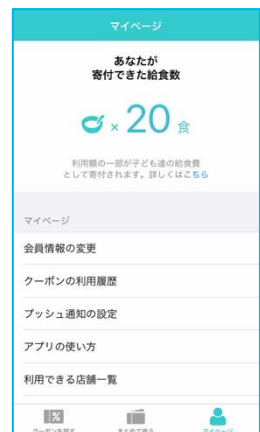 マイページ
あなたが
寄付できた給食数
× 20 食
利用額の一部が子ども達の給食費
として寄付されます。詳しくはこちら
マイページ
会員情報の変更
クーポンの利用履歴
プッシュ通知の設定
アプリの使い方
利用できる店舗一覧
クーポンを探す まとめて使う マイページ